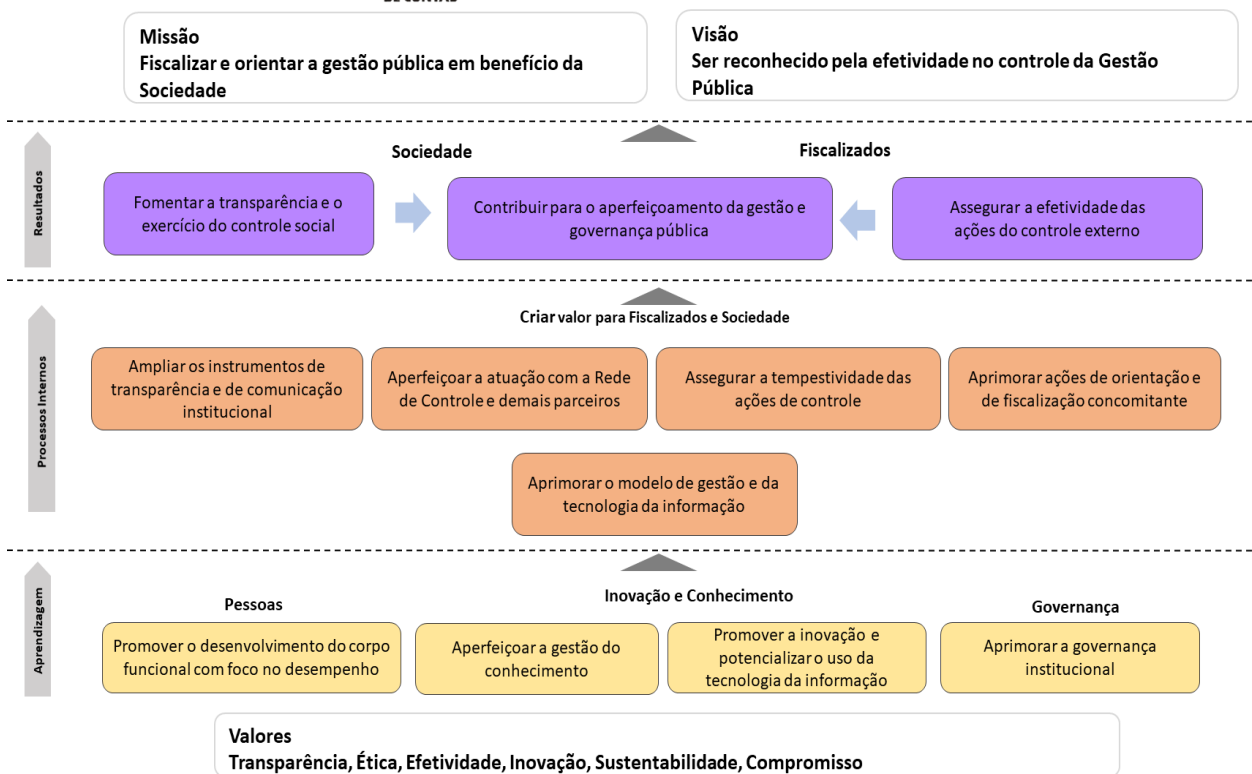 Missão
Fiscalizar e orientar a gestão pública em benefício da
Sociedade
Visão
Ser reconhecido pela efetividade no controle da Gestão
Pública
Resultados
Sociedade
Fiscalizados
Fomentar a transparência e o
exercício do controle social
Contribuir para o aperfeiçoamento da gestão e
governança pública
Assegurar a efetividade das
ações do controle externo
Processos Internos
Criar valor para Fiscalizados e Sociedade
Ampliar os instrumentos de
transparência e de comunicação
institucional
Aperfeiçoar a atuação com a Rede
de Controle e demais parceiros
Assegurar a tempestividade das
ações de controle
Aprimorar ações de orientação e
de fiscalização concomitante
Aprimorar o modelo de gestão e da
tecnologia da informação
Aprendizagem
Pessoas
Inovação e Conhecimento
Governança
Promover o desenvolvimento do corpo
funcional com foco no desempenho
Aperfeiçoar a gestão do
conhecimento
Promover a inovação e
potencializar o uso da
tecnologia da informação
Aprimorar a governança
institucional
Valores
Transparência, Ética, Efetividade, Inovação, Sustentabilidade, Compromisso